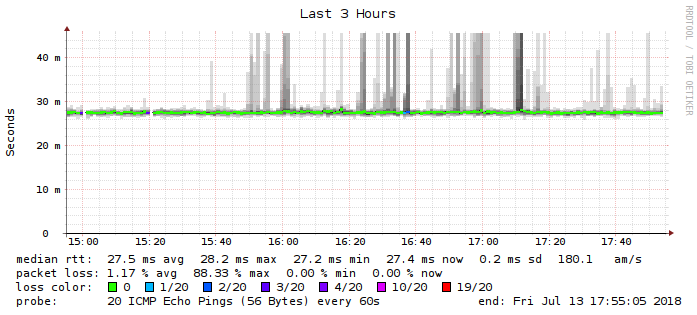 Last 3 Hours
RRDTOOL / TOBI OETIKER
Seconds
40 m
30 m
20 m
10 m
0
15:00 15:20 15:40 16:00 16:20 16:40 17:00 17:20 17:40
median rtt: 27.5 ms avg 28.2 ms max 27.2 ms min 27.4 ms now 0.2 ms sd 180.1 am/s
packet loss: 1.17 % avg 88.33 % max 0.00 % min 0.00 % now
loss color: 0 1/20 2/20 3/20 4/20 10/20 19/20
probe: 20 ICMP Echo Pings (56 Bytes) every 60s end: Fri Jul 13 17:55:05 2018